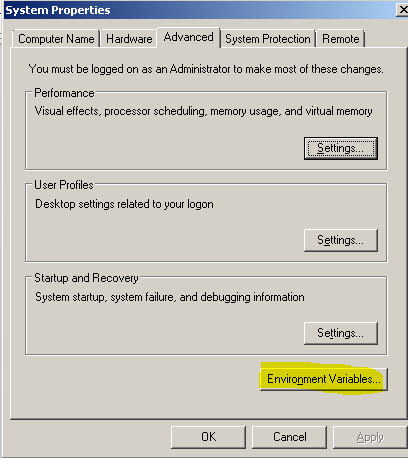 System Properties
Computer Name Hardware Advanced System Protection Remote
You must be logged on as an Administrator to make most of these changes.
Performance
Visual effects, processor scheduling, memory usage, and virtual memory
Settings...
User Profiles
Desktop settings related to your logon
Settings...
Startup and Recovery
System startup, system failure, and debugging information
Settings...
Environment Variables...
OK Cancel Apply